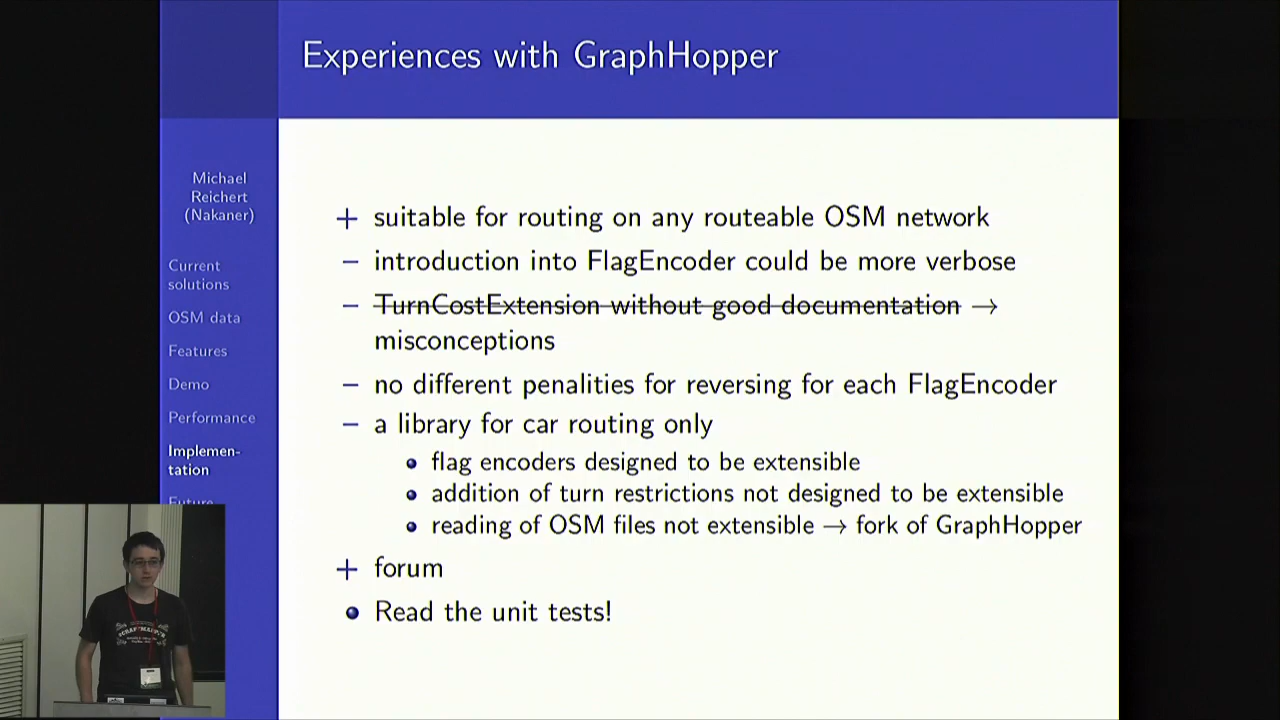 Experiences with GraphHopper
Michael
Reichert
(Nakaner)
Current
solutions
OSM data
Features
Demo
Performance
Implemen-
tation
Future
+ suitable for routing on any routeable OSM network
– introduction into FlagEncoder could be more verbose
– TurnCostExtension without good documentation →
misconceptions
– no different penalities for reversing for each FlagEncoder
– a library for car routing only
• flag encoders designed to be extensible
• addition of turn restrictions not designed to be extensible
• reading of OSM files not extensible → fork of GraphHopper
+ forum
• Read the unit tests!